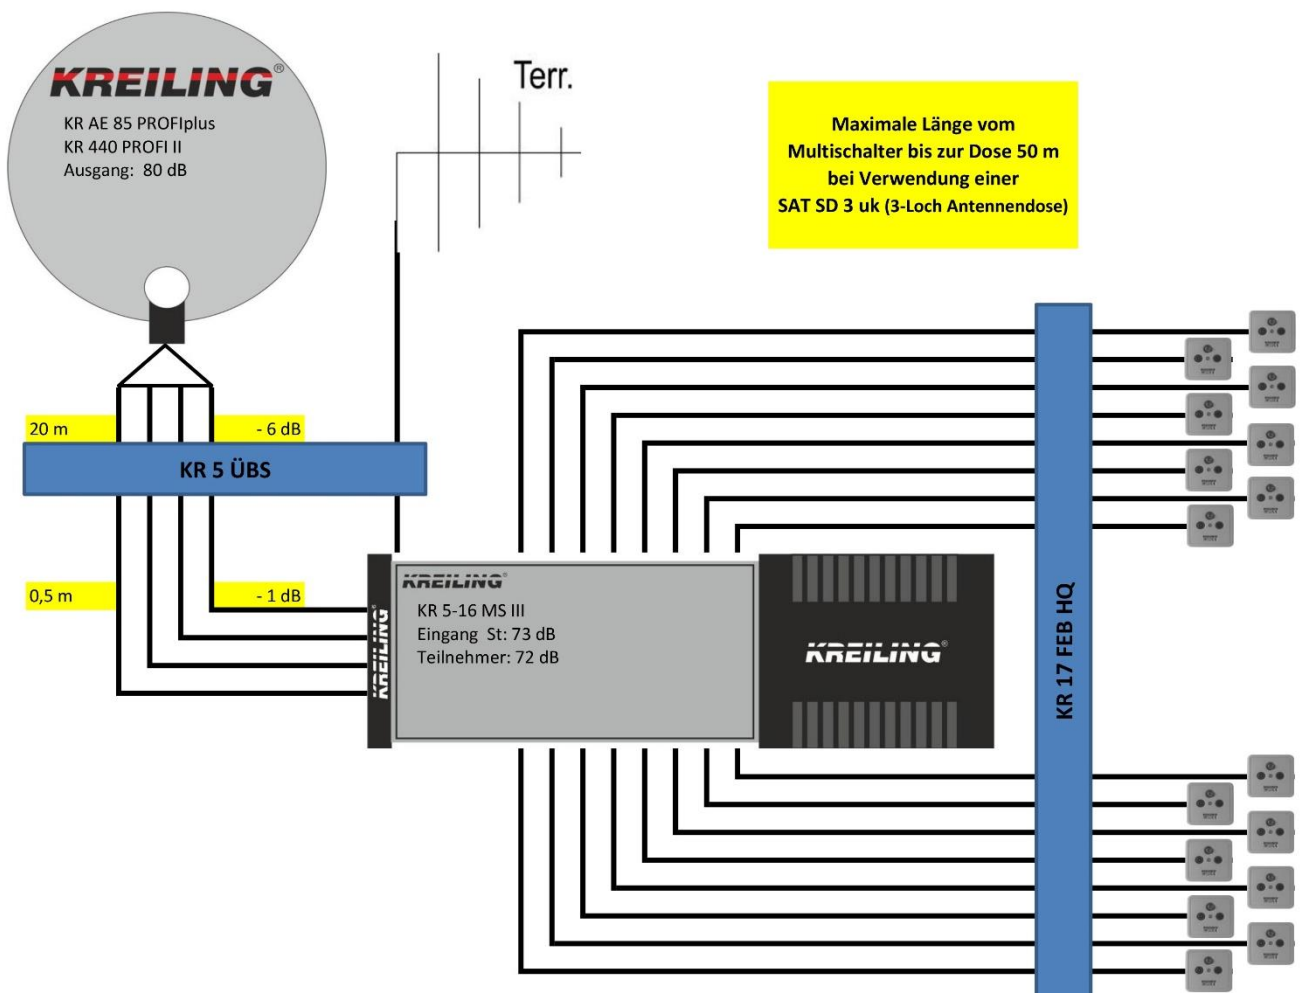 KREILING®
KR AE 85 PROFIplus
KR 440 PROFI II
Ausgang: 80 dB
Terr.
Maximale Länge vom
Multischalter bis zur Dose 50 m
bei Verwendung einer
SAT SD 3 uk (3-Loch Antennendose)
20 m
- 6 dB
KR 5 ÜBS
0,5 m
- 1 dB
KREILING®
KREILING®
KR 5-16 MS III
Eingang St: 73 dB
Teilnehmer: 72 dB
KREILING®
KR 17 FEB HQ